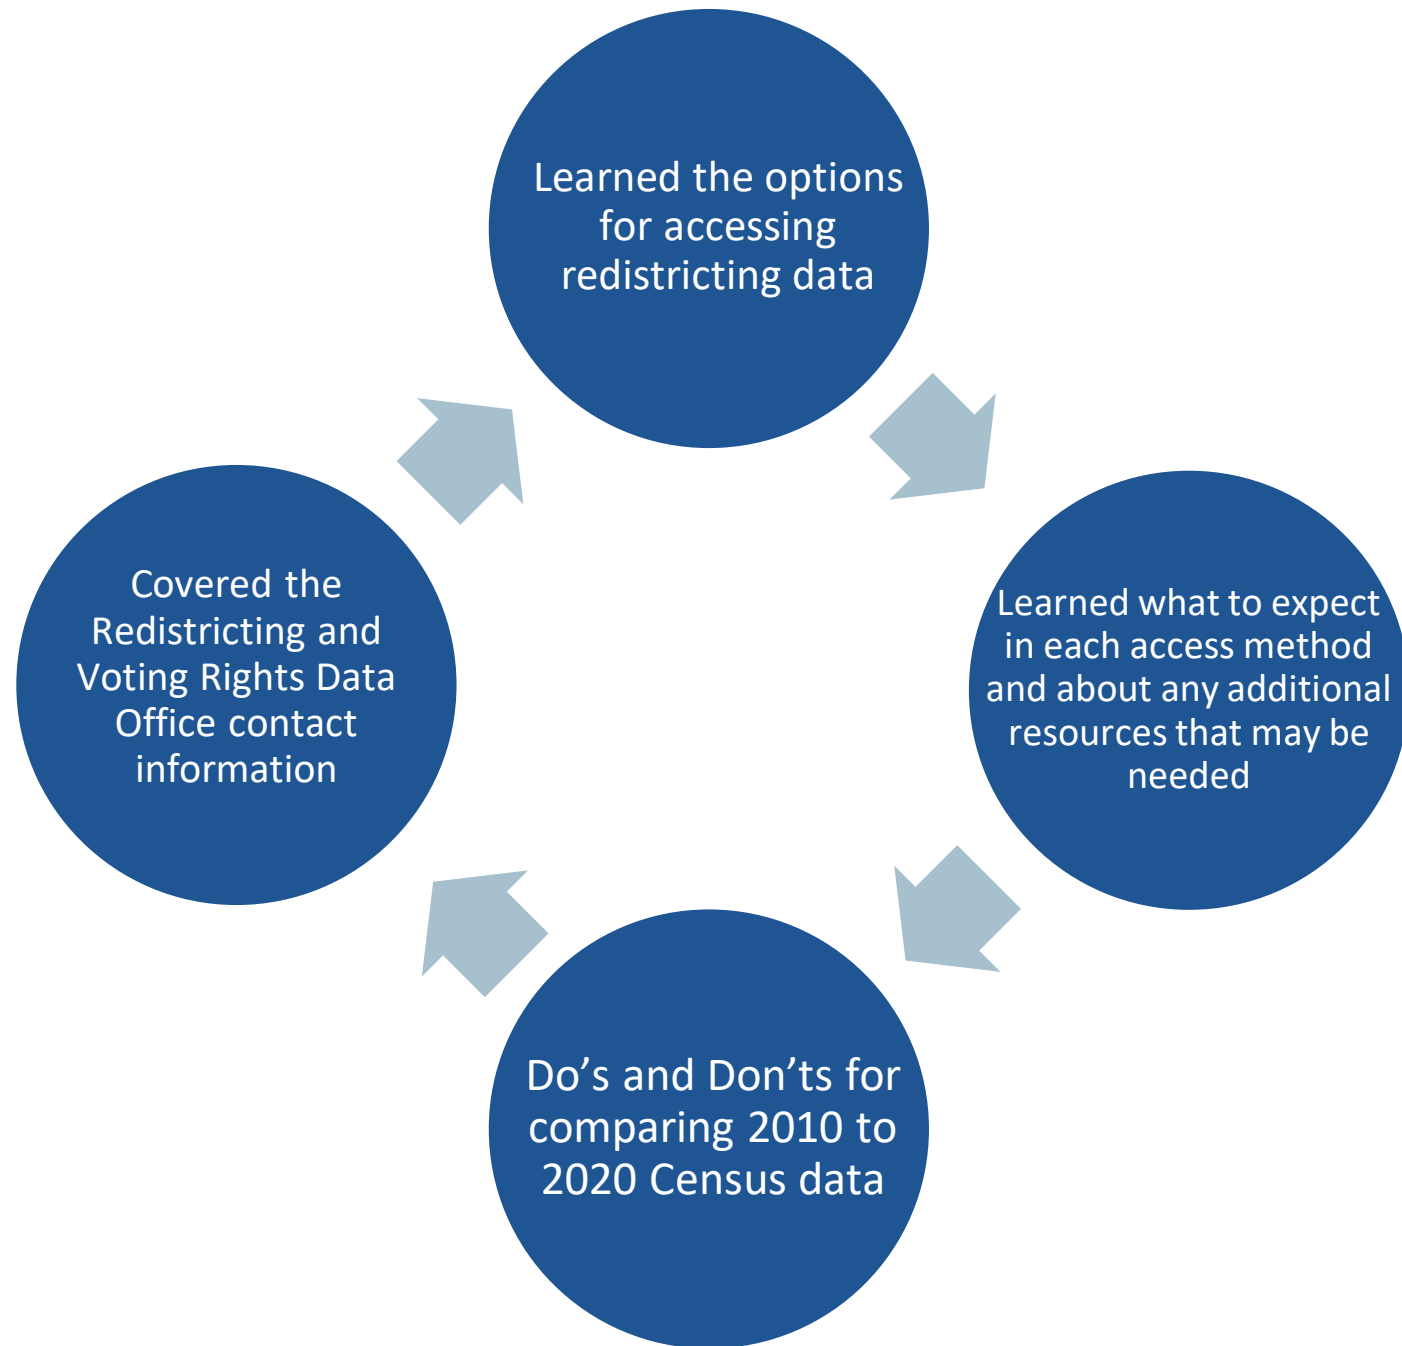 Learned the options
for accessing
redistricting data
Learned what to expect
in each access method
and about any additional
resources that may be
needed
Do’s and Don’ts for
comparing 2010 to
2020 Census data
Covered the
Redistricting and
Voting Rights Data
Office contact
information